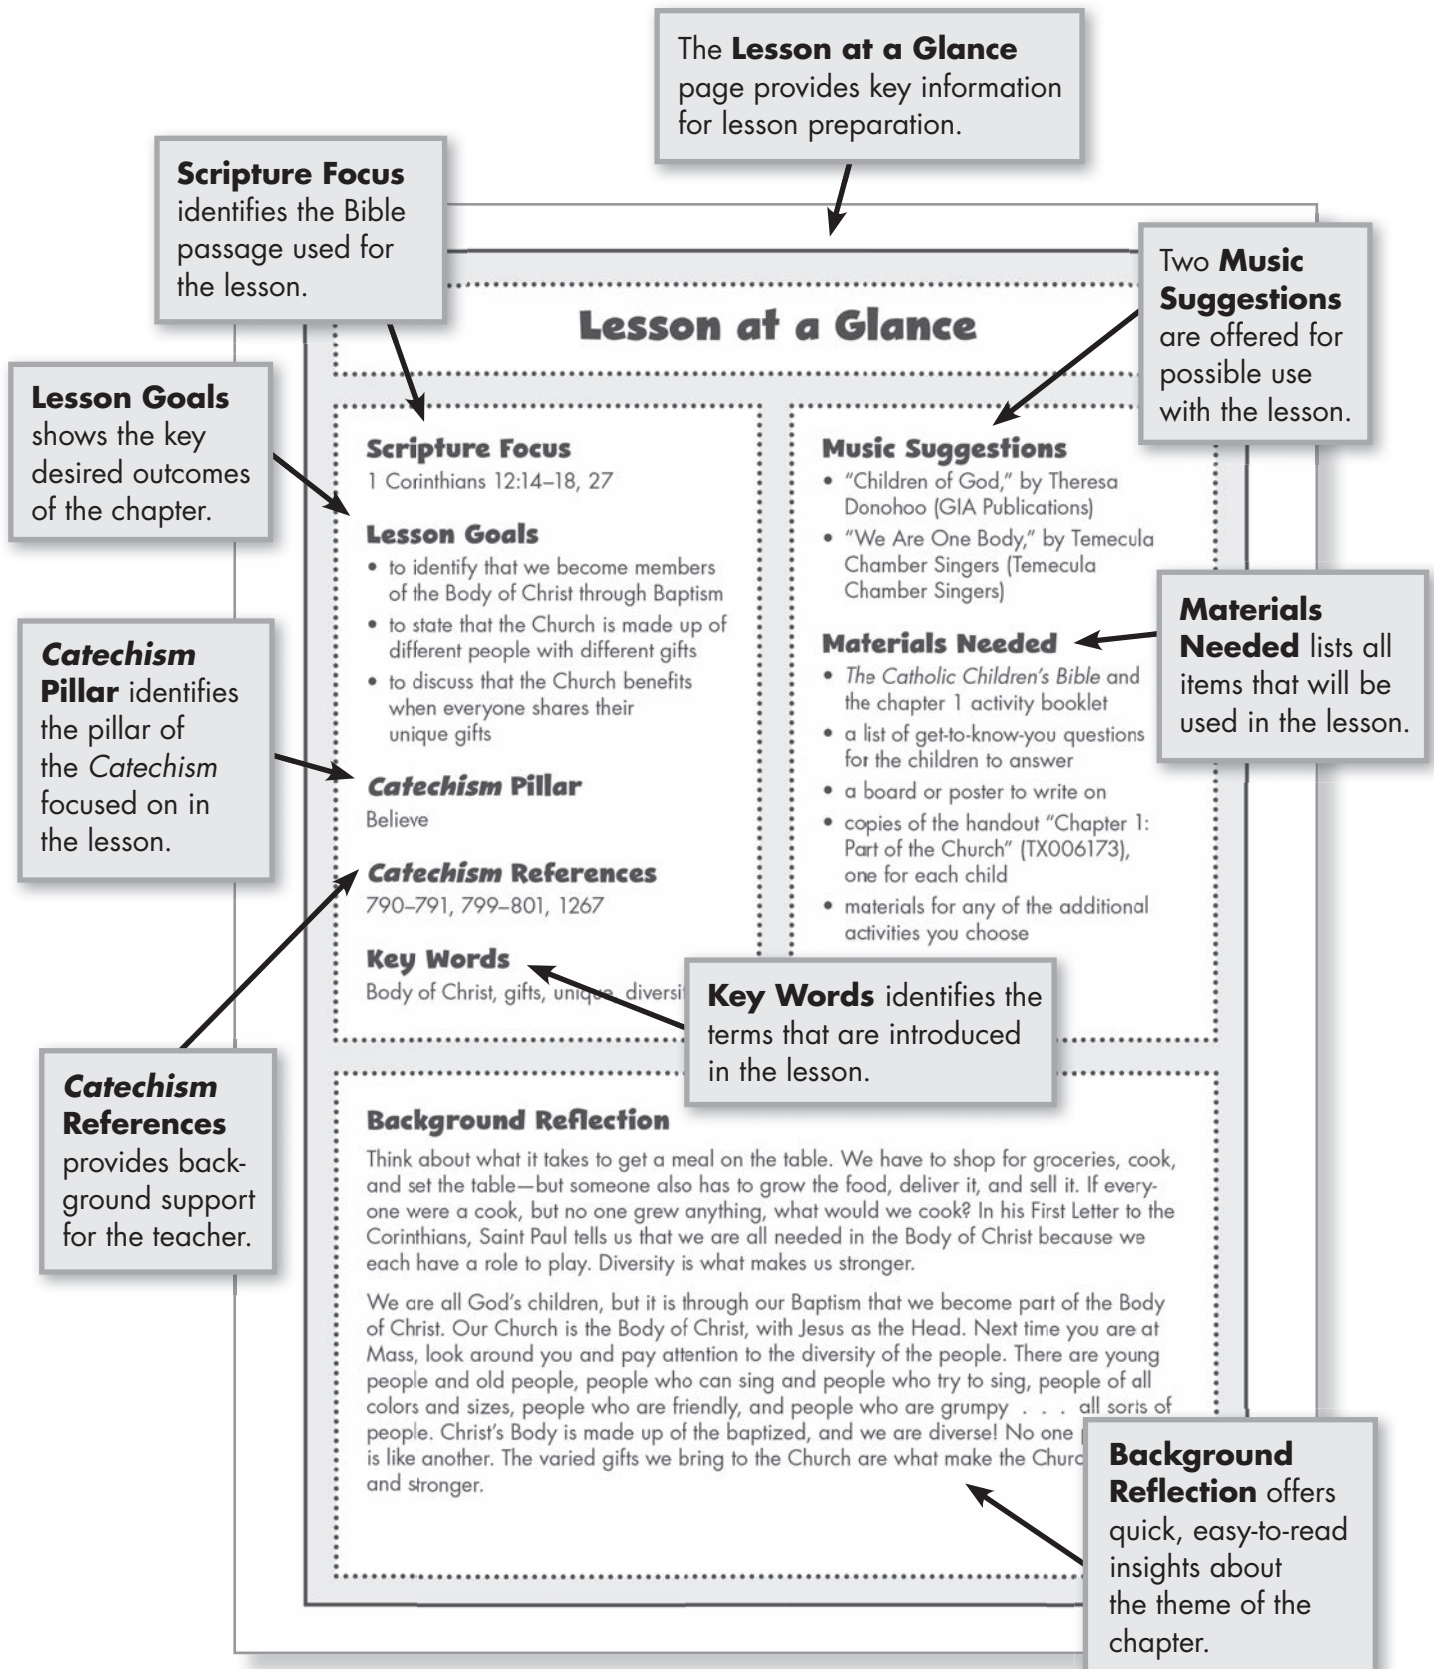 The Lesson at a Glance
page provides key information
for lesson preparation.
Scripture Focus
identifies the Bible
passage used for
the lesson.
Two Music
Suggestions
are offered for
possible use
with the lesson.
Lesson Goals
shows the key
desired outcomes
of the chapter.
Catechism
Pillar identifies
the pillar of
the Catechism
focused on in
the lesson.
Catechism
References
provides back-
ground support
for the teacher.
Lesson at a Glance
Scripture Focus
1 Corinthians 12:14–18, 27
Lesson Goals
• to identify that we become members
of the Body of Christ through Baptism
• to state that the Church is made up of
different people with different gifts
• to discuss that the Church benefits
when everyone shares their
unique gifts
Catechism Pillar
Believe
Catechism References
790–791, 799–801, 1267
Key Words
Body of Christ, gifts, unique,
Music Suggestions
• “Children of God,” by Theresa
Donohoo (GIA Publications)
• “We Are One Body,” by Temecula
Chamber Singers (Temecula
Chamber Singers)
Materials Needed
• The Catholic Children’s Bible and
the chapter 1 activity booklet
• a list of get-to-know-you questions
for the children to answer
• a board or poster to write on
• copies of the handout “Chapter 1:
Part of the Church” (TX006173),
one for each child
• materials for any of the additional
activities you choose
Materials
Needed lists all
items that will be
used in the lesson.
Key Words identifies the
terms that are introduced
in the lesson.
Background Reflection
Think about what it takes to get a meal on the table. We have to shop for groceries, cook,
and set the table—but someone also has to grow the food, deliver it, and sell it. If every-
one were a cook, but no one grew anything, what would we cook? In his First Letter to the
Corinthians, Saint Paul tells us that we are all needed in the Body of Christ because we
each have a role to play. Diversity is what makes us stronger.
We are all God’s children, but it is through our Baptism that we become part of the Body
of Christ. Our Church is the Body of Christ, with Jesus as the Head. Next time you are at
Mass, look around you and pay attention to the diversity of the people. There are young
people and old people, people who can sing and people who try to sing, people of all
colors and sizes, people who are friendly, and people who are grumpy . . . all sorts of
people. Christ’s Body is made up of the baptized, and we are diverse! No one
is like another. The varied gifts we bring to the Church are what make the
and stronger.
Background
Reflection offers
quick, easy-to-read
insights about
the theme of the
chapter.